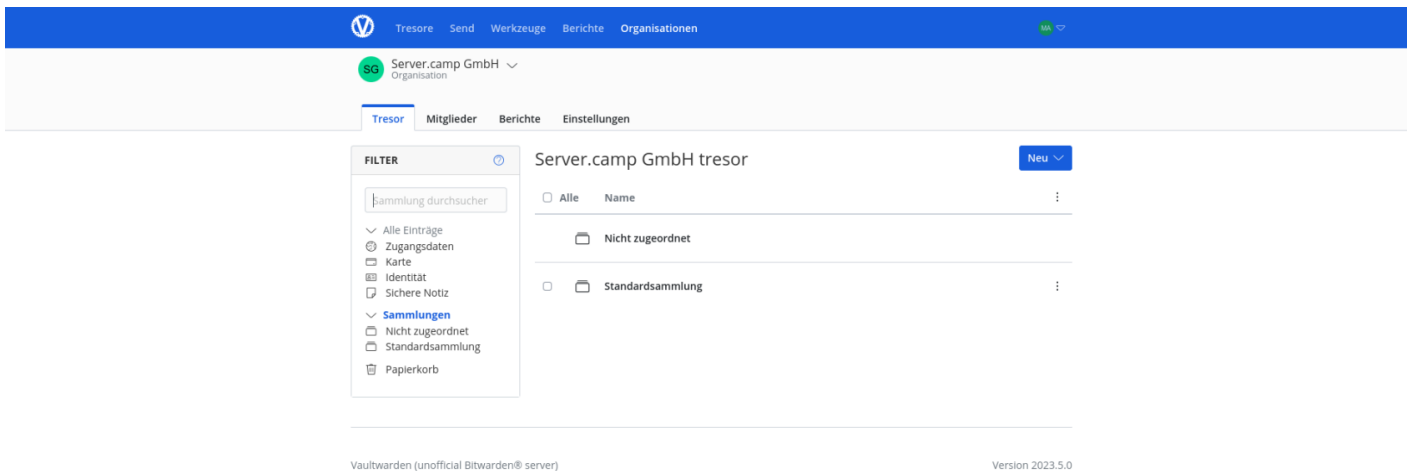 Tresore Send Werkzeuge Berichte Organisationen MA
SG Server.camp GmbH
Organisation
Tresor Mitglieder Berichte Einstellungen
FILTER
Sammlung durchsucher
Alle Einträge
Zugangsdaten
Karte
Identität
Sichere Notiz
Sammlungen
Nicht zugeordnet
Standardsammlung
Papierkorb
Server.camp GmbH tresor
Neu
Alle Name
Nicht zugeordnet
Standardsammlung
Vaultwarden (unofficial Bitwarden® server)
Version 2023.5.0